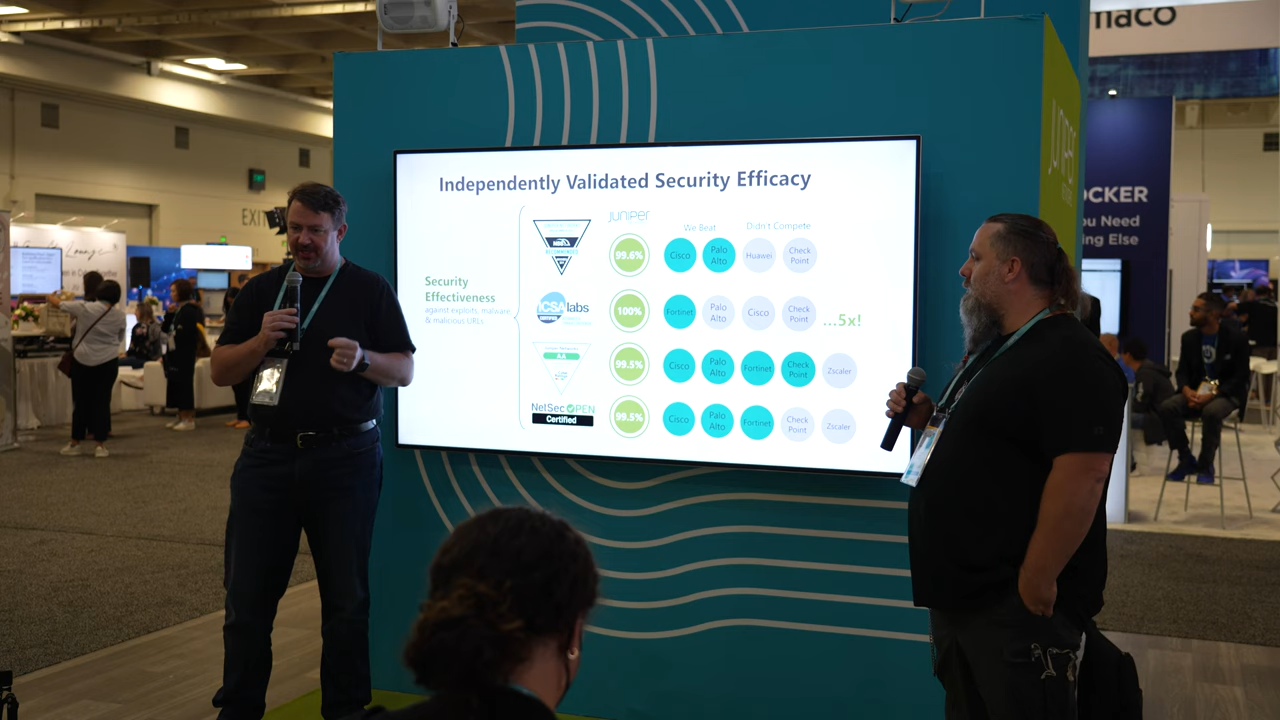 maco
Independently Validated Security Efficacy
JUNIPEr
We Beat
Didn't Compete
99.6%
Cisco
Palo Alto
Huawei
Check Point
Security Effectiveness
against exploits, malware
& malicious URLs
ICSA labs
100%
Fortinet
Palo Alto
Cisco
Check Point
...5x!
AA
99.5%
Cisco
Palo Alto
Fortinet
Check Point
Zscaler
NetSec OPEN
Certified
99.5%
Cisco
Palo Alto
Fortinet
Check Point
Zscaler
EXIT
JUNIPEr
OCKER
ou Need
ng Else
Lounge